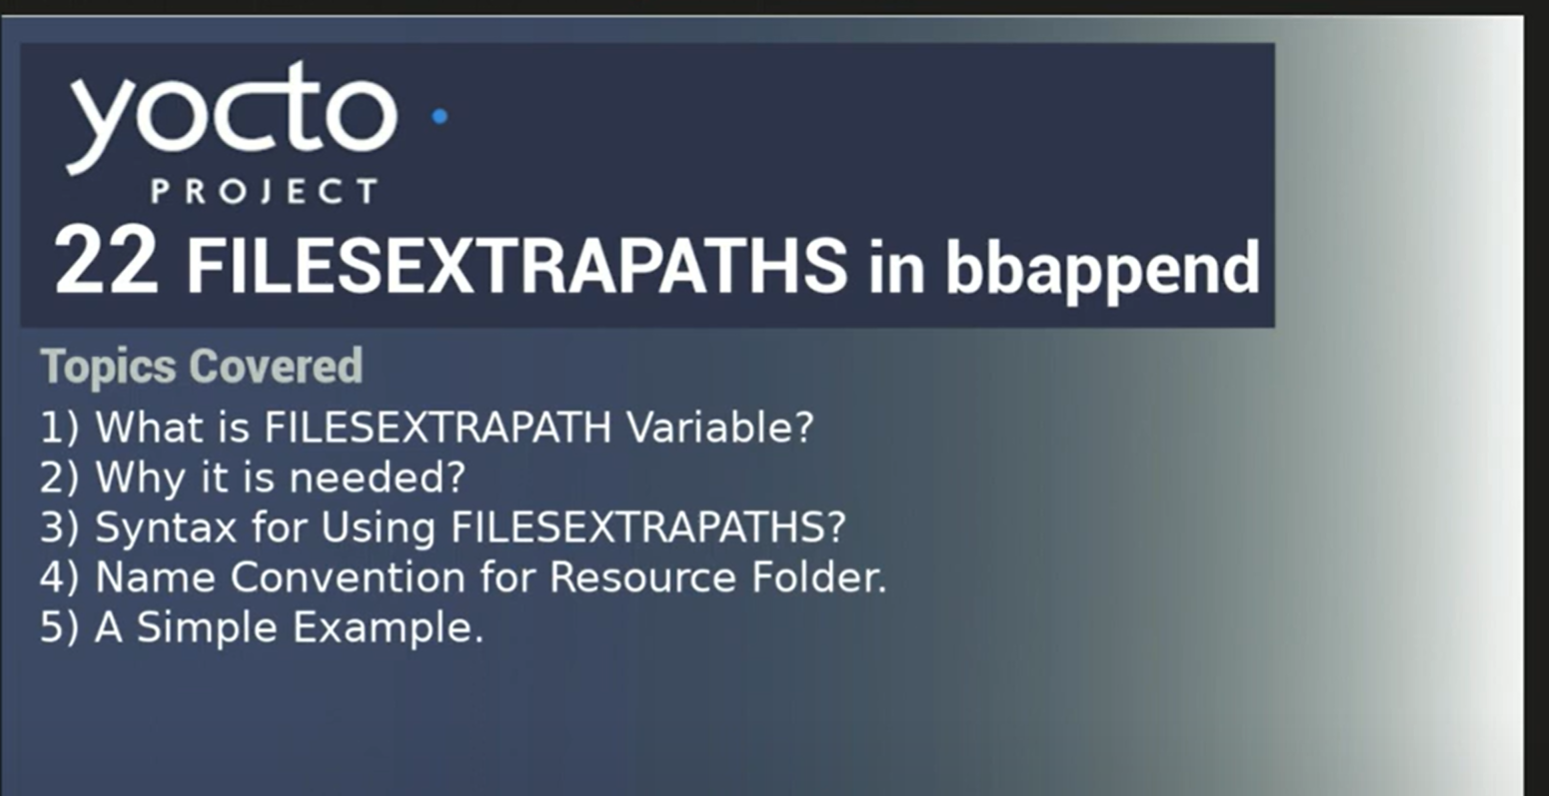 yocto
PROJECT
22 FILESEXTRAPATHS in bbappend
Topics Covered
1) What is FILESEXTRAPATH Variable?
2) Why it is needed?
3) Syntax for Using FILESEXTRAPATHS?
4) Name Convention for Resource Folder.
5) A Simple Example.